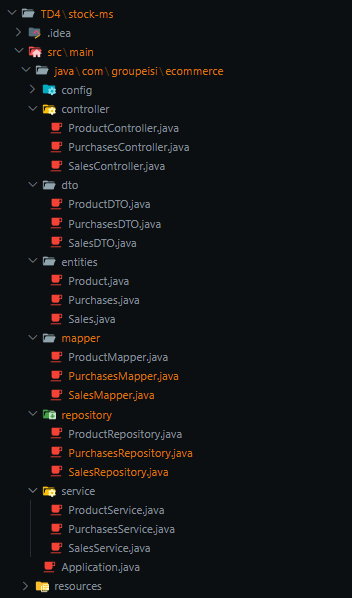 TD4\stock-ms
.idea
src\main
java\com\groupeisi\ecommerce
config
controller
ProductController.java
PurchasesController.java
SalesController.java
dto
ProductDTO.java
PurchasesDTO.java
SalesDTO.java
entities
Product.java
Purchases.java
Sales.java
mapper
ProductMapper.java
PurchasesMapper.java
SalesMapper.java
repository
ProductRepository.java
PurchasesRepository.java
SalesRepository.java
service
ProductService.java
PurchasesService.java
SalesService.java
Application.java
resources